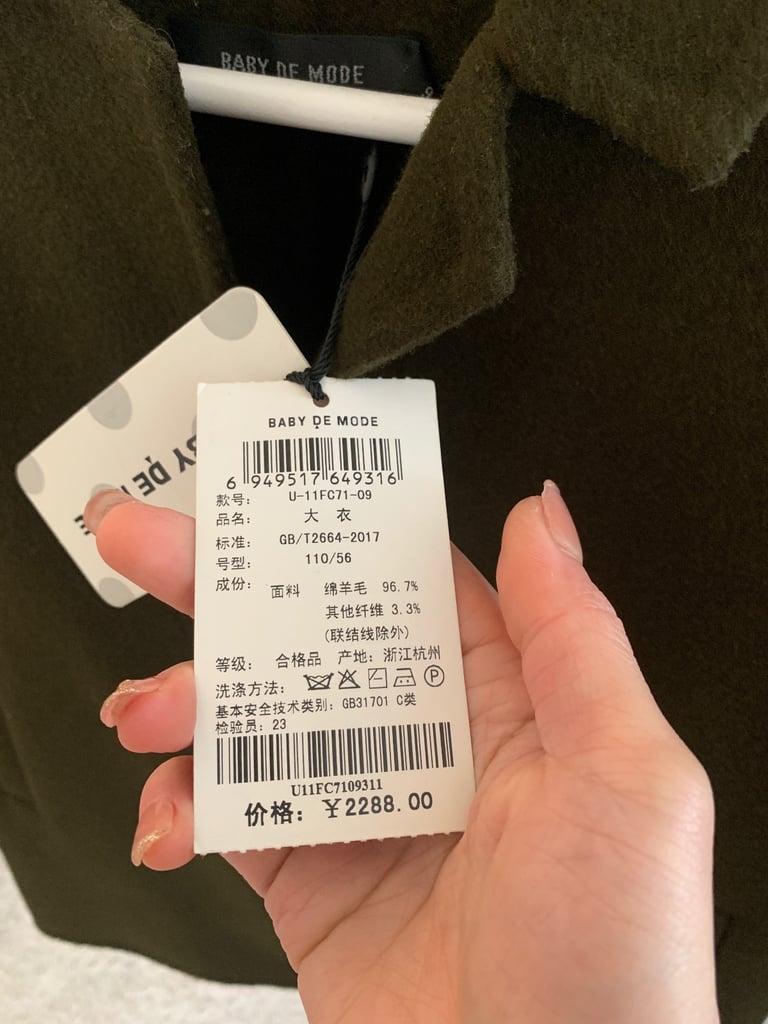 BABY DE MODE
BABY DE MODE
6 949517 649316
款号: U-11FC71-09
品名: 大 衣
标准: GB/T2664-2017
号型: 110/56
成份: 面料 绵羊毛 96.7%
其他纤维 3.3%
(联结线除外)
等级: 合格品 产地: 浙江杭州
洗涤方法: P
基本安全技术类别: GB31701 C类
检验员: 23
U11FC7109311
价格: ¥2288.00
BY DE